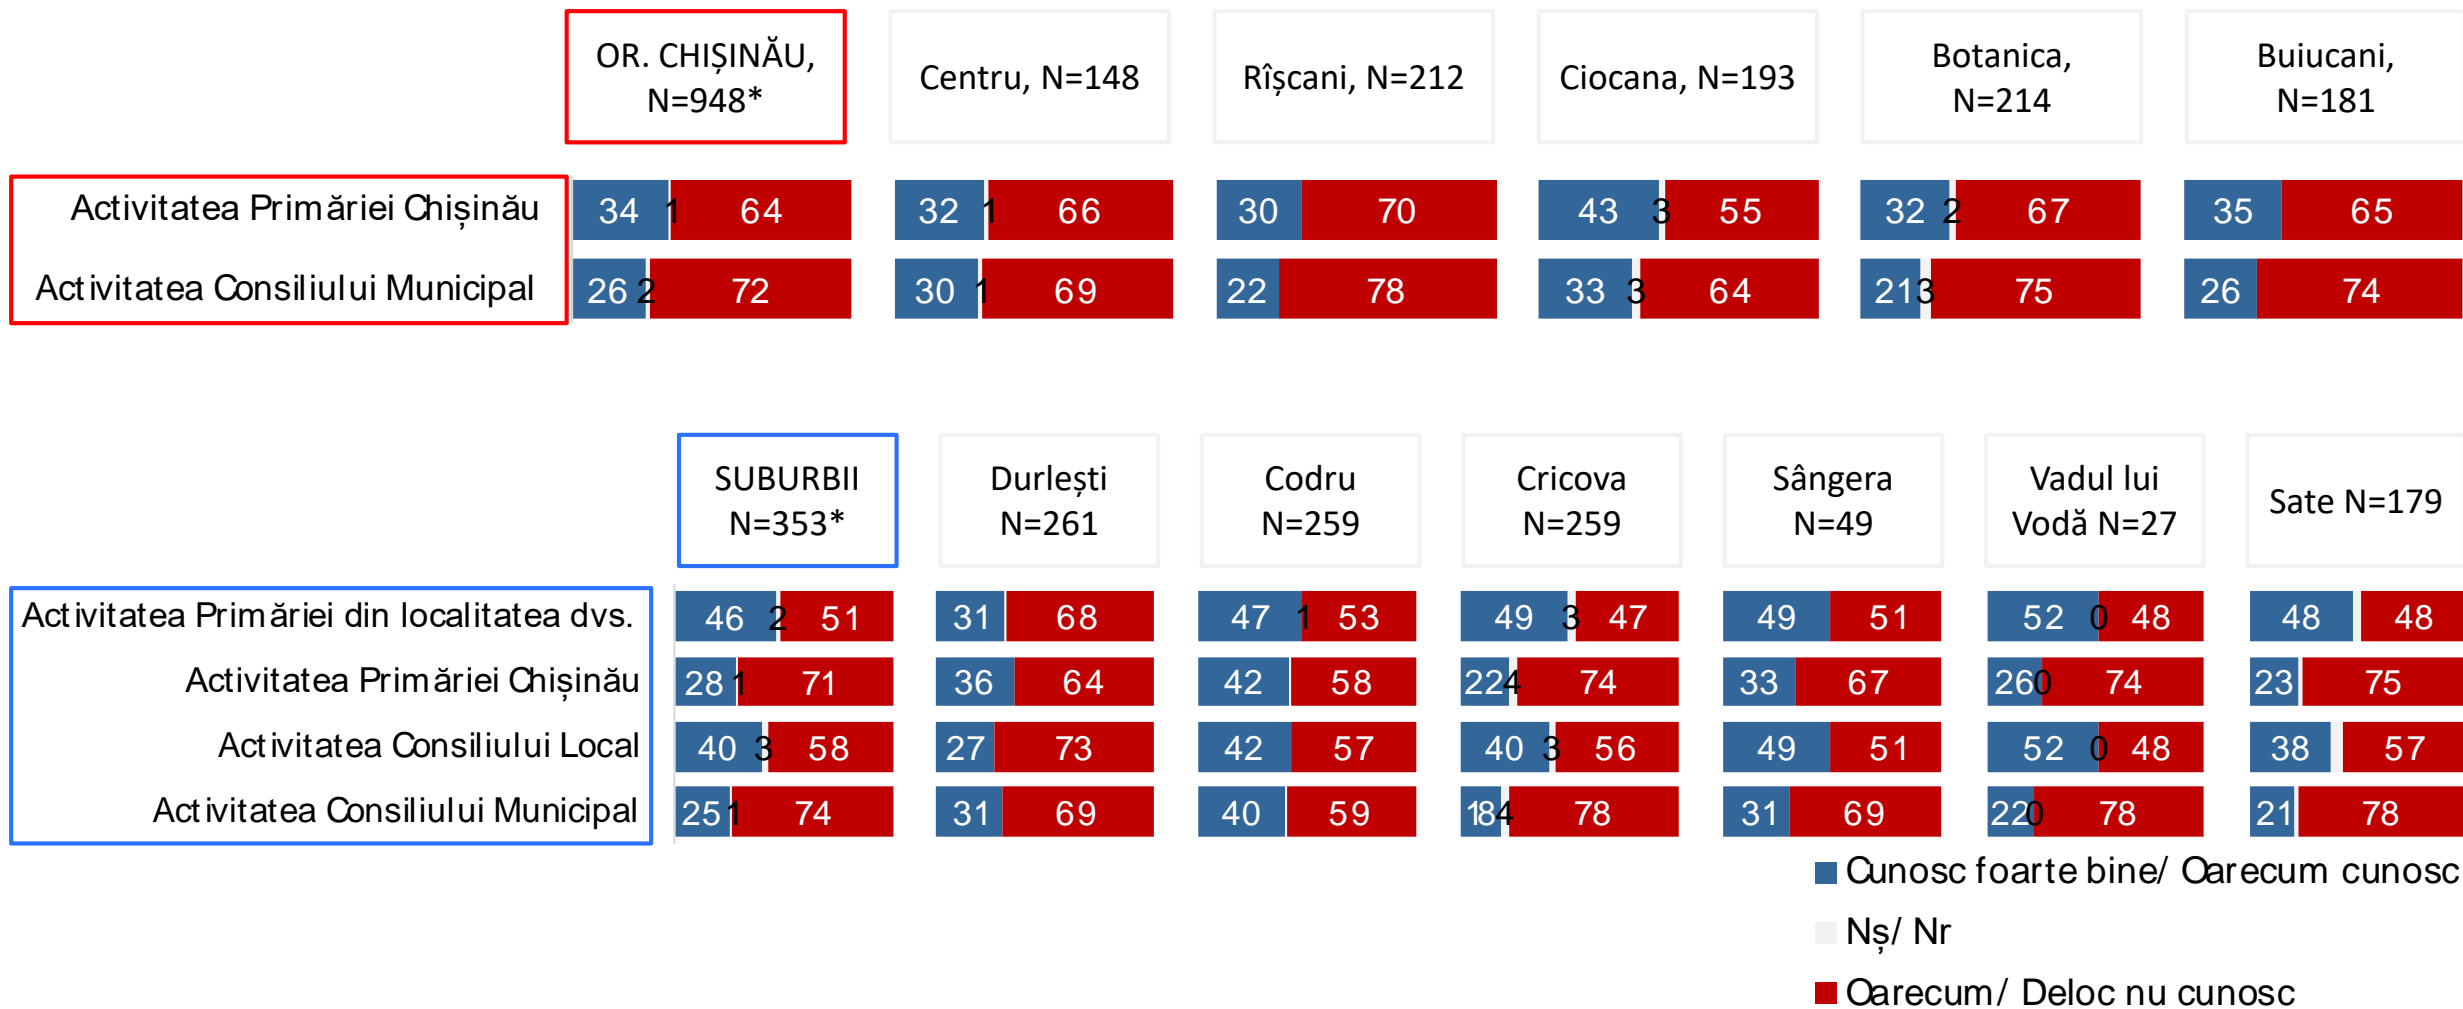 OR. CHIȘINĂU,
N=948*
Centru, N=148
Rîșcani, N=212
Ciocana, N=193
Botanica,
N=214
Buiucani,
N=181
Activitatea Primăriei Chișinău
34 1 64
32 1 66
30 70
43 3 55
32 2 67
35 65
Activitatea Consiliului Municipal
26 2 72
30 1 69
22 78
33 3 64
21 3 75
26 74
SUBURBII
N=353*
Durlești
N=261
Codru
N=259
Cricova
N=259
Sângera
N=49
Vadul lui
Vodă N=27
Sate N=179
Activitatea Primăriei din localitatea dvs.
46 2 51
31 68
47 1 53
49 3 47
49 51
52 0 48
48 48
Activitatea Primăriei Chișinău
28 1 71
36 64
42 58
22 4 74
33 67
26 0 74
23 75
Activitatea Consiliului Local
40 3 58
27 73
42 57
40 3 56
49 51
52 0 48
38 57
Activitatea Consiliului Municipal
25 1 74
31 69
40 59
18 4 78
31 69
22 0 78
21 78
Cunosc foarte bine/ Oarecum cunosc
Nș/ Nr
Oarecum/ Deloc nu cunosc